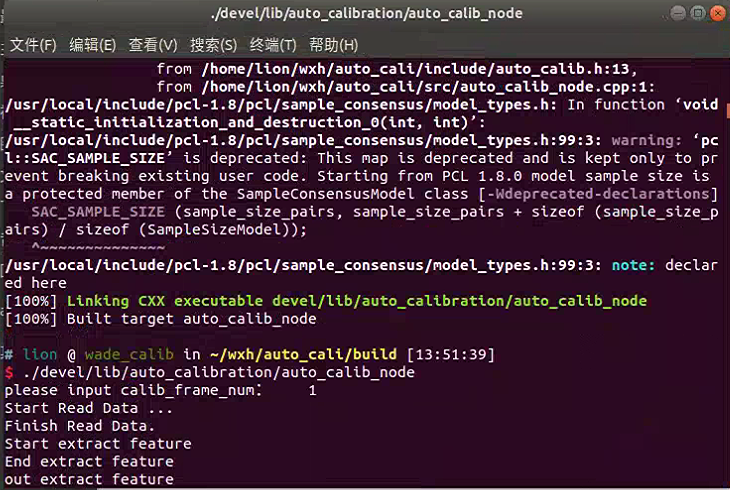 ./devel/lib/auto_calibration/auto_calib_node
文件(F) 编辑(E) 查看(V) 搜索(S) 终端(T) 帮助(H)
from /home/lion/wxh/auto_cali/include/auto_calib.h:13,
from /home/lion/wxh/auto_cali/src/auto_calib_node.cpp:1:
/usr/local/include/pcl-1.8/pcl/sample_consensus/model_types.h: In function ‘void
__static_initialization_and_destruction_0(int, int)’:
/usr/local/include/pcl-1.8/pcl/sample_consensus/model_types.h:99:3: warning: ‘pc
l::SAC_SAMPLE_SIZE’ is deprecated: This map is deprecated and is kept only to pr
event breaking existing user code. Starting from PCL 1.8.0 model sample size is
a protected member of the SampleConsensusModel class [-Wdeprecated-declarations]
SAC_SAMPLE_SIZE (sample_size_pairs, sample_size_pairs + sizeof (sample_size_p
airs) / sizeof (SampleSizeModel));
^~~~~~~~~~~~~~~
/usr/local/include/pcl-1.8/pcl/sample_consensus/model_types.h:99:3: note: declar
ed here
[100%] Linking CXX executable devel/lib/auto_calibration/auto_calib_node
[100%] Built target auto_calib_node
# lion @ wade_calib in ~/wxh/auto_cali/build [13:51:39]
$ ./devel/lib/auto_calibration/auto_calib_node
please input calib_frame_num： 1
Start Read Data ...
Finish Read Data.
Start extract feature
End extract feature
out extract feature